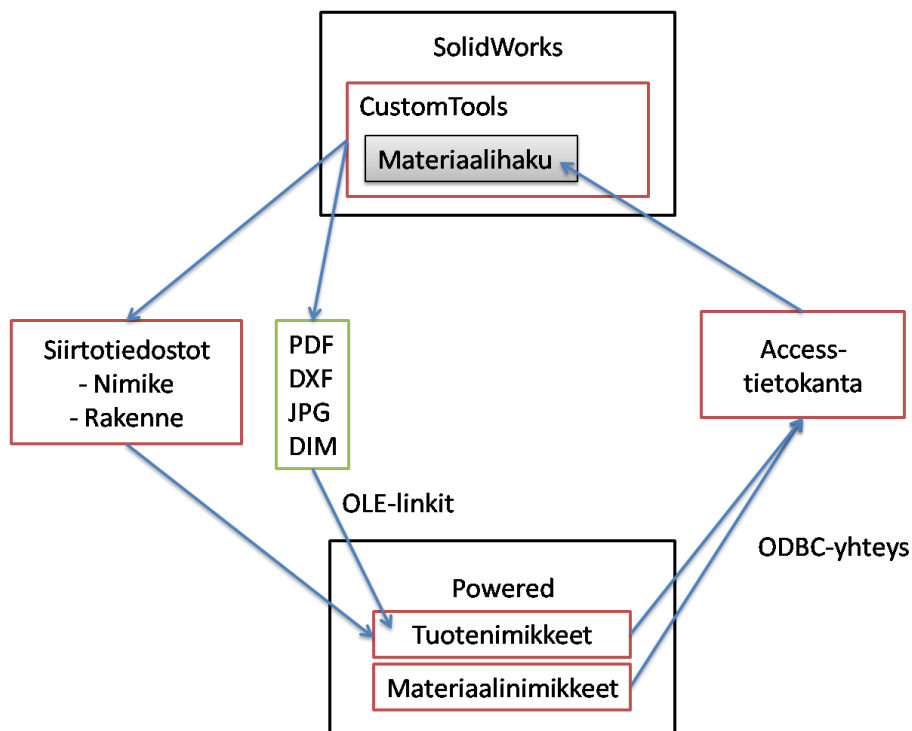 SolidWorks
CustomTools
Materiaalihaku
Siirtotiedostot
- Nimike
- Rakenne
PDF
DXF
JPG
DIM
Access-
tietokanta
OLE-linkit
ODBC-yhteys
Powered
Tuotenimikkeet
Materiaalinimikkeet